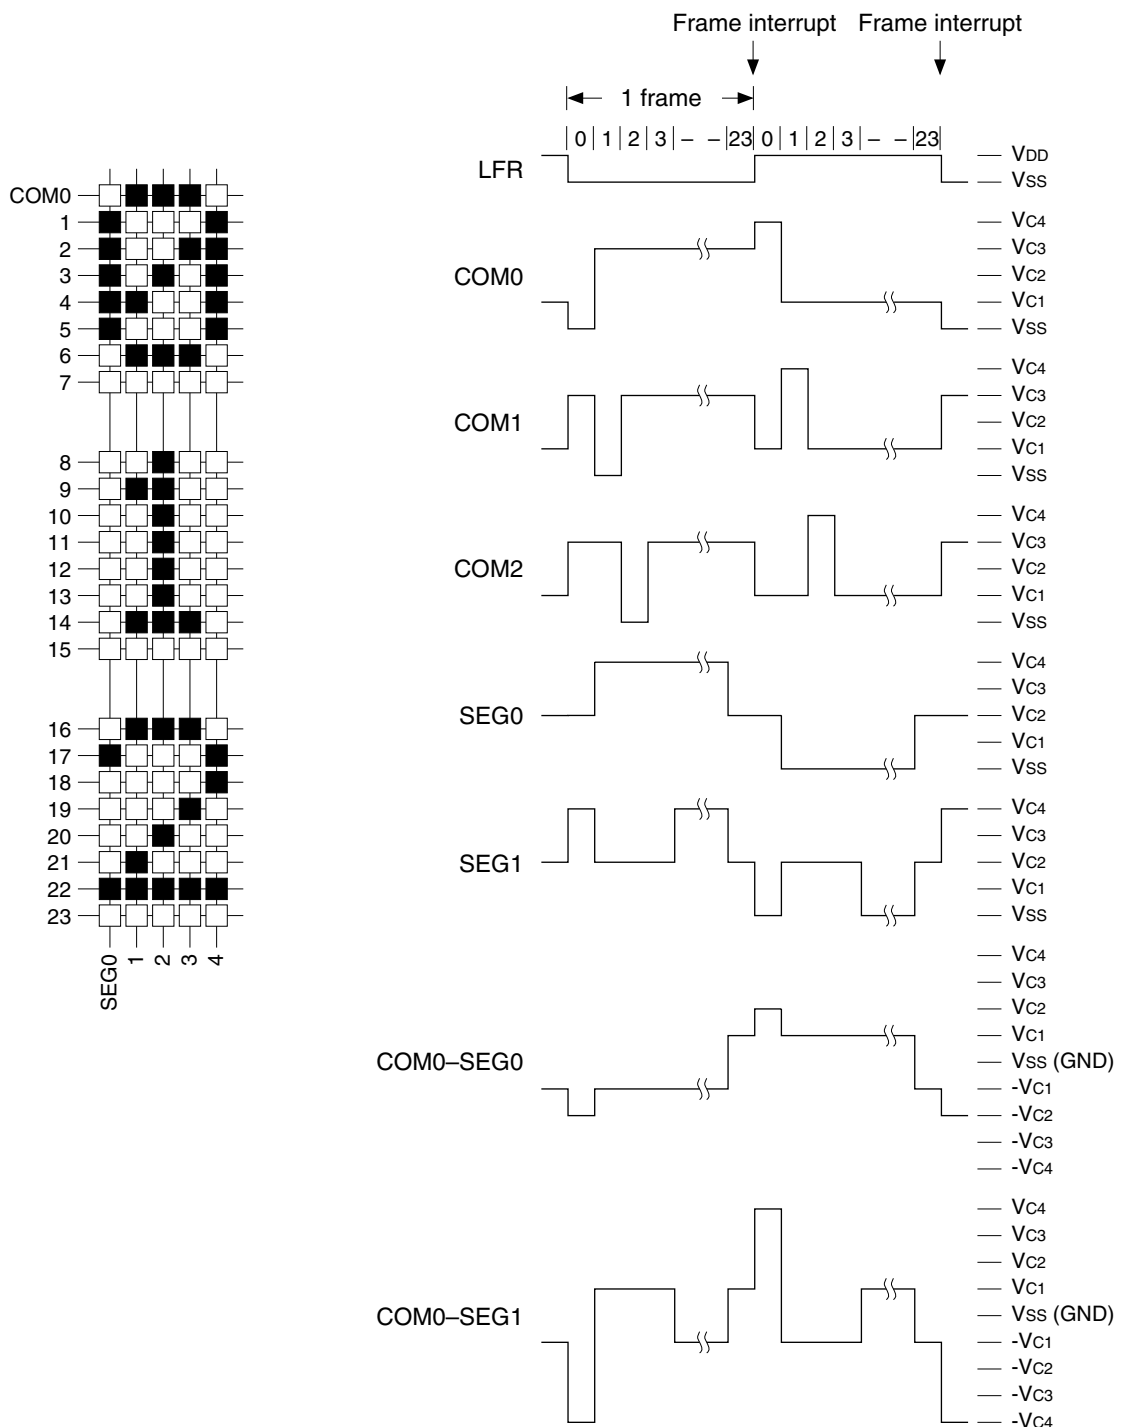 Frame interrupt Frame interrupt
1 frame
0 1 2 3 – – 23 0 1 2 3 – – 23
LFR
VDD
VSS
COM0
1
2
3
4
5
6
7
8
9
10
11
12
13
14
15
16
17
18
19
20
21
22
23
SEG0 1 2 3 4
COM0
VC4
VC3
VC2
VC1
VSS
COM1
VC4
VC3
VC2
VC1
VSS
COM2
VC4
VC3
VC2
VC1
VSS
SEG0
VC4
VC3
VC2
VC1
VSS
SEG1
VC4
VC3
VC2
VC1
VSS
COM0–SEG0
VC4
VC3
VC2
VC1
VSS (GND)
-VC1
-VC2
-VC3
-VC4
COM0–SEG1
VC4
VC3
VC2
VC1
VSS (GND)
-VC1
-VC2
-VC3
-VC4